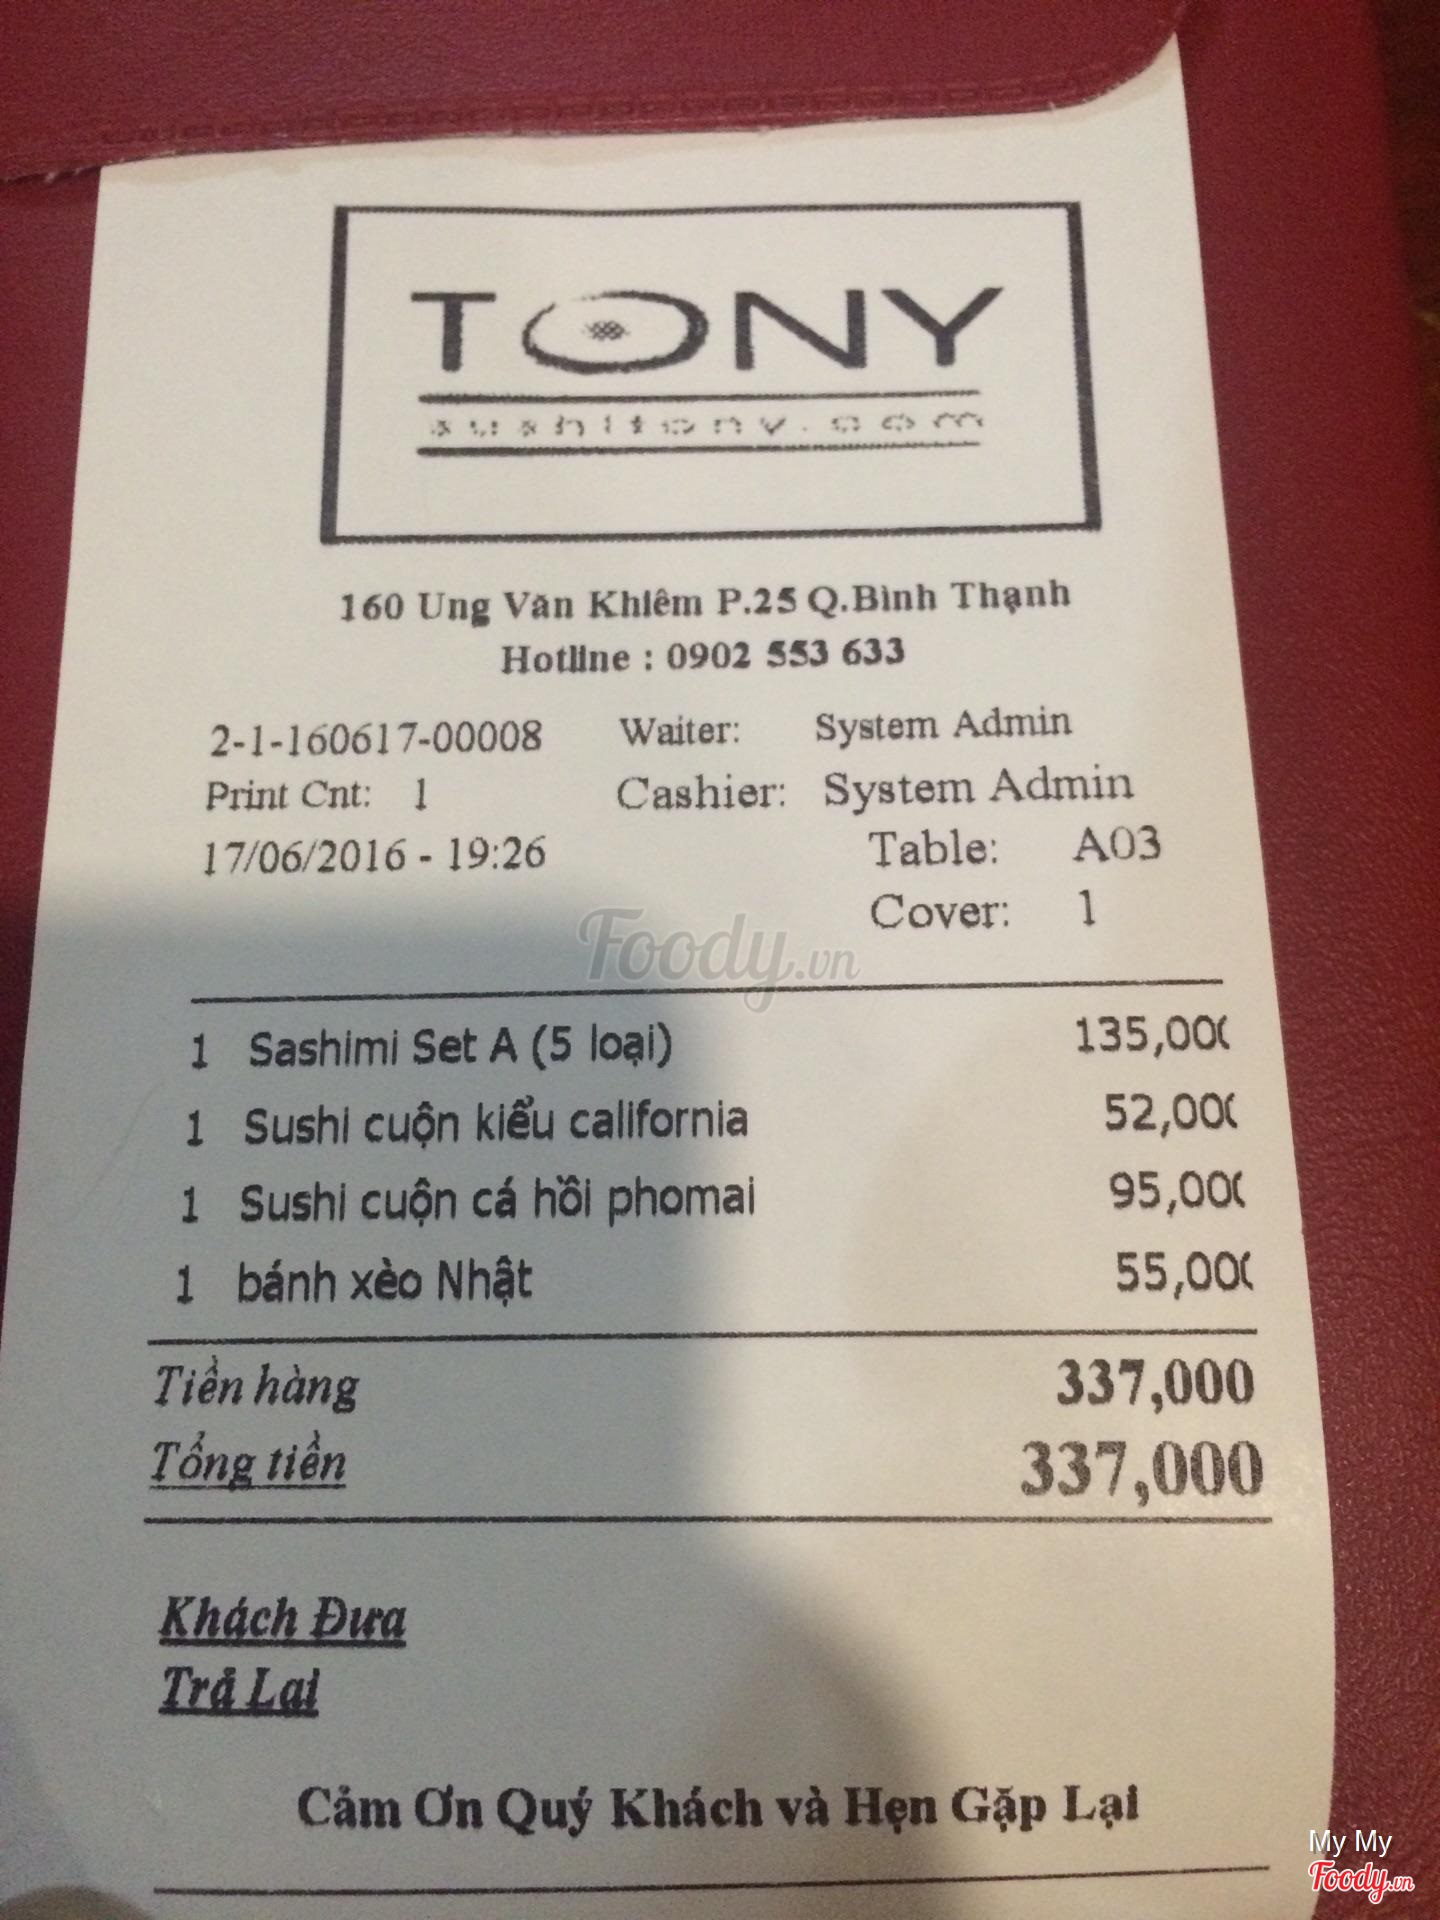 TONY
sushitony.com
160 Ung Văn Khiêm P.25 Q.Bình Thạnh
Hotline : 0902 553 633
2-1-160617-00008 Waiter: System Admin
Print Cnt: 1 Cashier: System Admin
17/06/2016 - 19:26 Table: A03
Cover: 1
Foody.vn
1 Sashimi Set A (5 loại) 135,000
1 Sushi cuộn kiểu california 52,000
1 Sushi cuộn cá hồi phomai 95,000
1 bánh xèo Nhật 55,000
Tiền hàng 337,000
Tổng tiền 337,000
Khách Đưa
Trả Lại
Cảm Ơn Quý Khách và Hẹn Gặp Lại
My My
Foody.vn